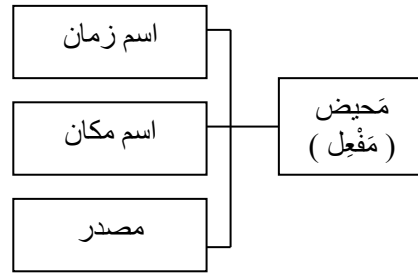 اسم زمان
مَحيض
( مَفْعِل )
اسم مكان
مصدر